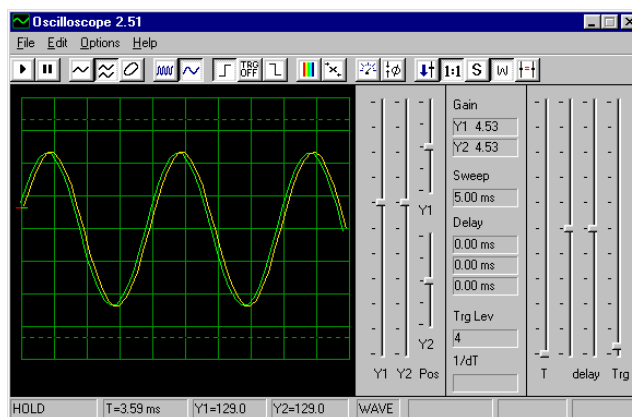 Oscilloscope 2.51
File Edit Options Help
TRG OFF 1:1 S W
Gain
Y1 4.53
Y2 4.53
Sweep
5.00 ms
Y1
Delay
0.00 ms
0.00 ms
0.00 ms
Trg Lev
4
Y2
1/dT
Y1 Y2 Pos T delay Trg
HOLD T=3.59 ms Y1=129.0 Y2=129.0 WAVE